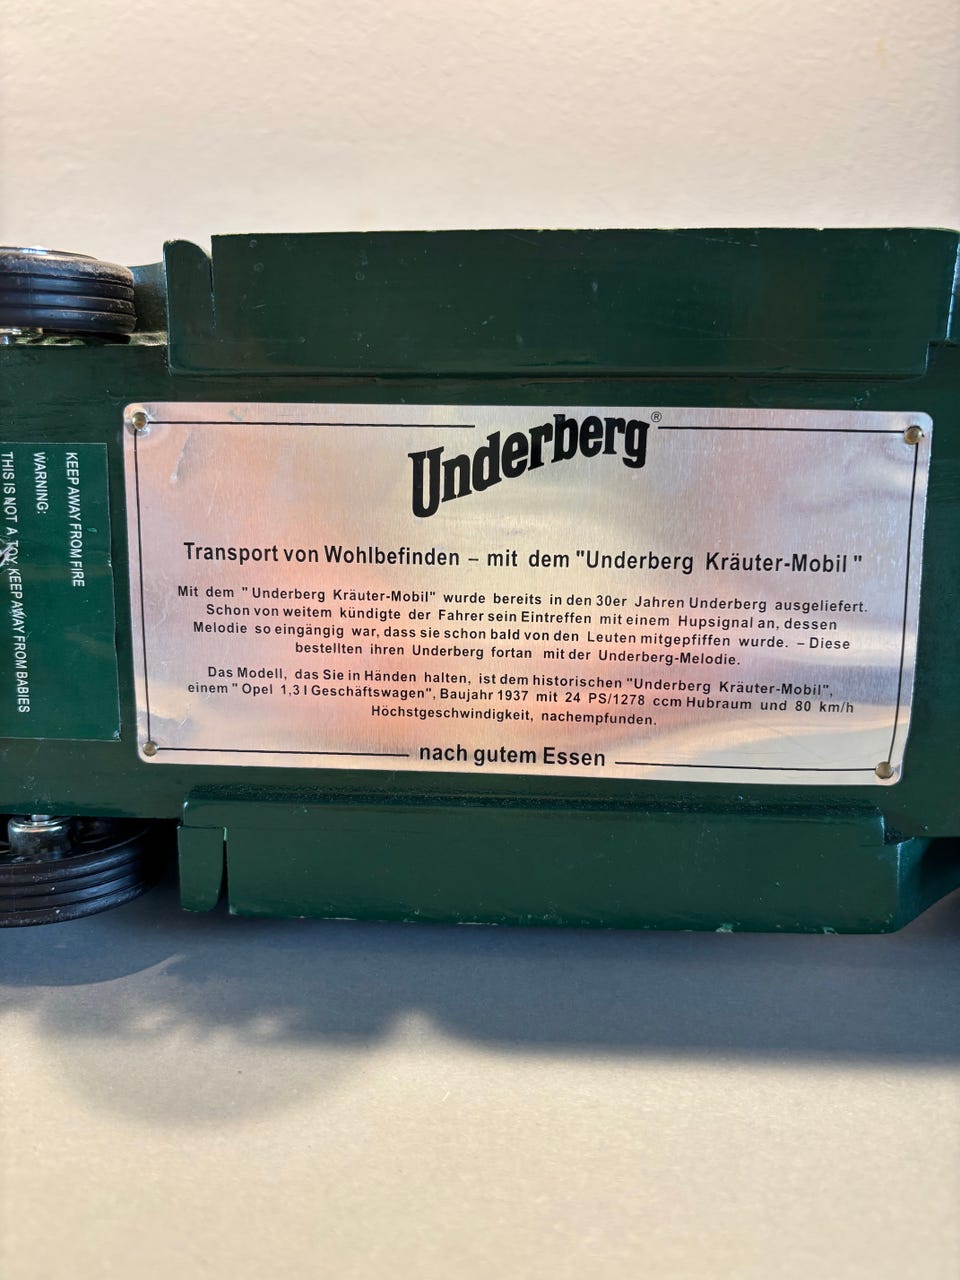 Underberg®
Transport von Wohlbefinden – mit dem "Underberg Kräuter-Mobil"
Mit dem "Underberg Kräuter-Mobil" wurde bereits in den 30er Jahren Underberg ausgeliefert.
Schon von weitem kündigte der Fahrer sein Eintreffen mit einem Hupsignal an, dessen
Melodie so eingängig war, dass sie schon bald von den Leuten mitgepfiffen wurde. – Diese
bestellten ihren Underberg fortan mit der Underberg-Melodie.
Das Modell, das Sie in Händen halten, ist dem historischen "Underberg Kräuter-Mobil",
einem "Opel 1,3 l Geschäftswagen", Baujahr 1937 mit 24 PS/1278 ccm Hubraum und 80 km/h
Höchstgeschwindigkeit, nachempfunden.
nach gutem Essen
KEEP AWAY FROM FIRE
WARNING:
THIS IS NOT A TOY, KEEP AWAY FROM BABIES